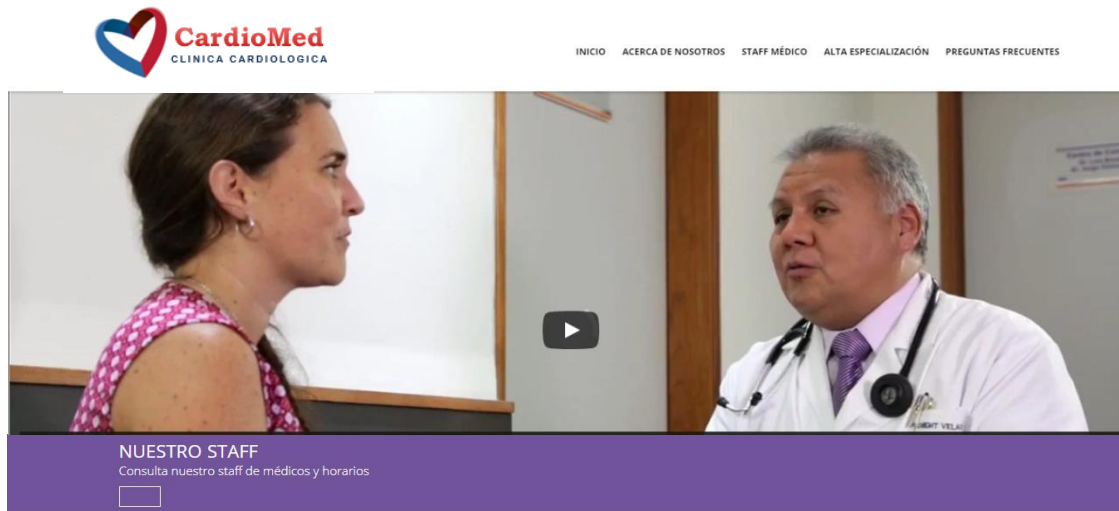 CardioMed
CLINICA CARDIOLOGICA
INICIO ACERCA DE NOSOTROS STAFF MÉDICO ALTA ESPECIALIZACIÓN PREGUNTAS FRECUENTES
NUESTRO STAFF
Consulta nuestro staff de médicos y horarios